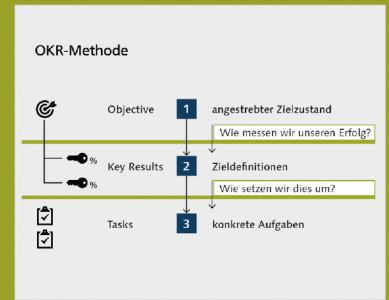 OKR-Methode
Objective 1 angestrebter Zielzustand
Wie messen wir unseren Erfolg?
% Key Results 2 Zieldefinitionen
%
Wie setzen wir dies um?
Tasks 3 konkrete Aufgaben